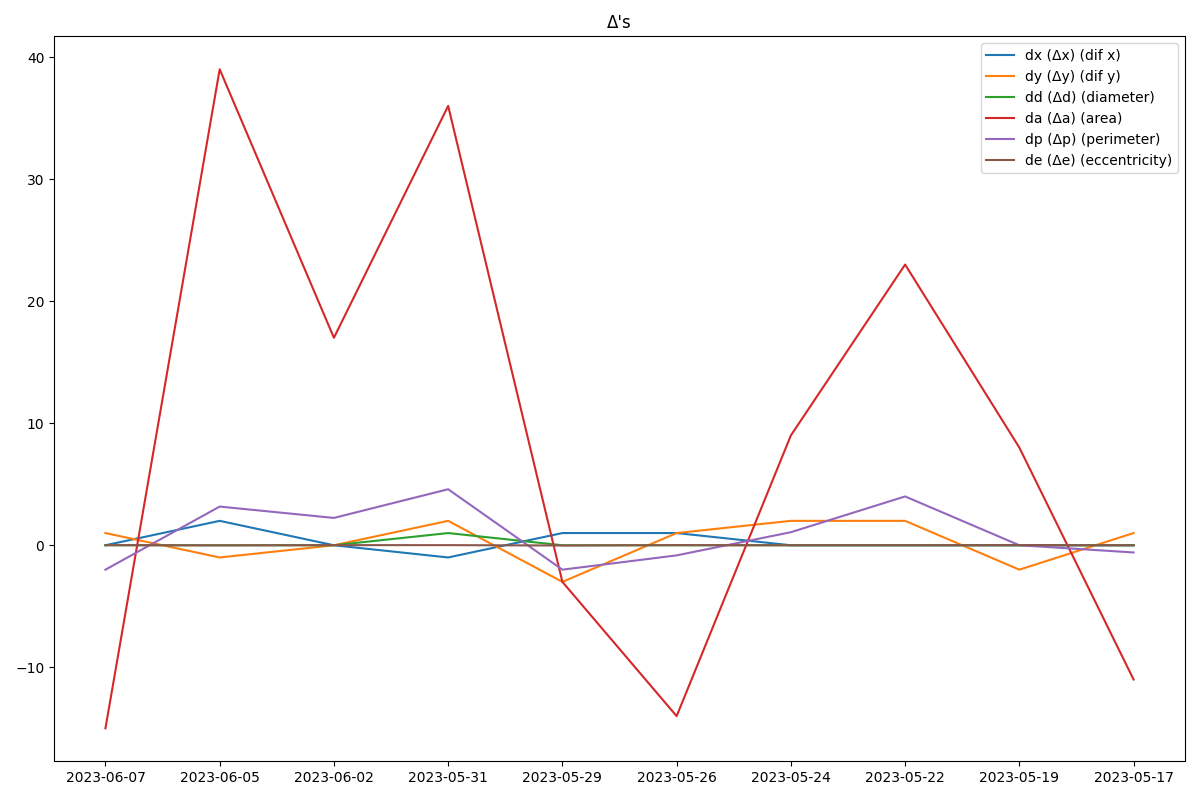 Δ's
dx (Δx) (dif x)
dy (Δy) (dif y)
dd (Δd) (diameter)
da (Δa) (area)
dp (Δp) (perimeter)
de (Δe) (eccentricity)
40
30
20
10
0
−10
2023-06-07 2023-06-05 2023-06-02 2023-05-31 2023-05-29 2023-05-26 2023-05-24 2023-05-22 2023-05-19 2023-05-17